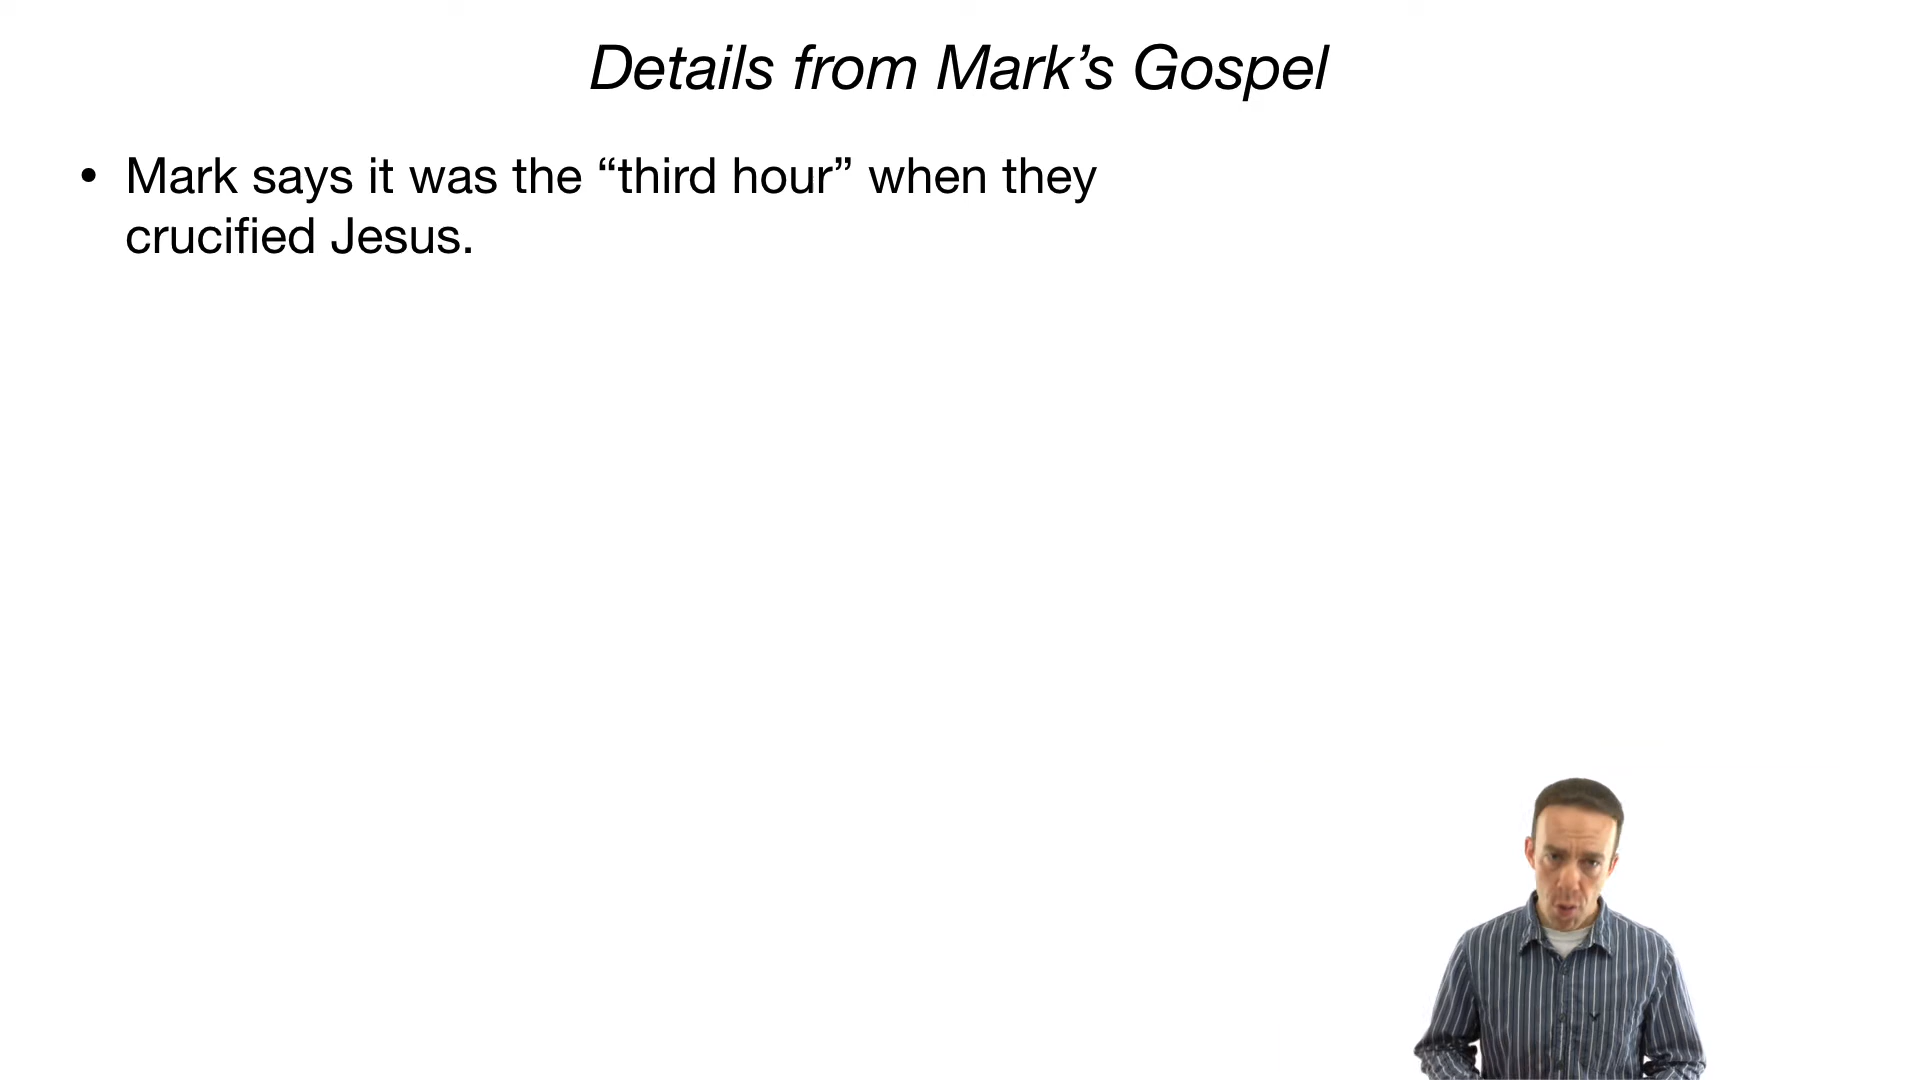 Details from Mark’s Gospel
• Mark says it was the “third hour” when they
crucified Jesus.